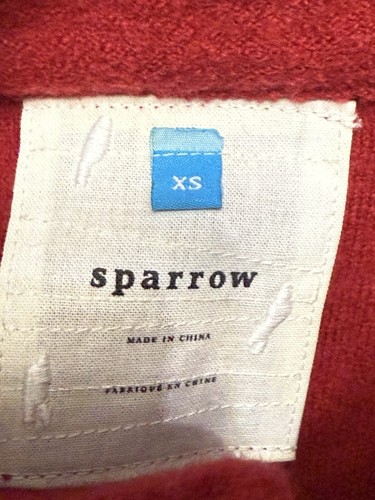 XS
sparrow
MADE IN CHINA
FABRIQUÉ EN CHINE